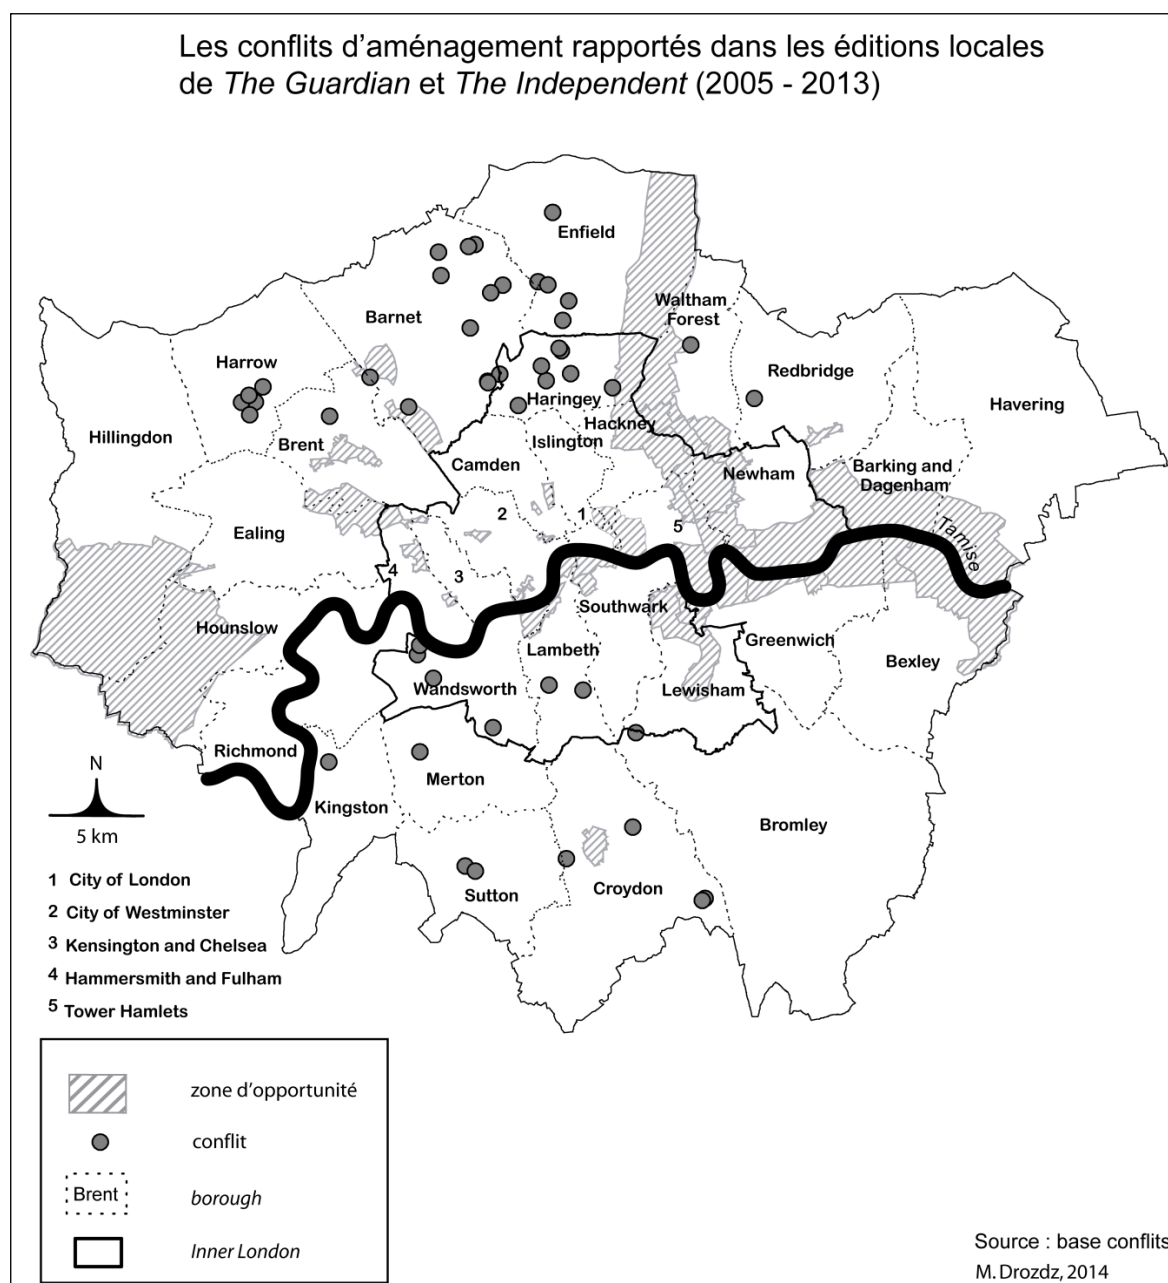 Les conflits d'aménagement rapportés dans les éditions locales
de The Guardian et The Independent (2005 - 2013)
Enfield
Barnet
Waltham
Forest
Harrow
Redbridge
Haringey
Havering
Hackney
Hillingdon
Brent
Islington
Camden
Newham
Barking and
Dagenham
2
1
5
Ealing
Tamise
4
3
Southwark
Hounslow
Greenwich
Lambeth
Bexley
Wandsworth
Lewisham
Richmond
N
Merton
Kingston
5 km
Bromley
1 City of London
Sutton
Croydon
2 City of Westminster
3 Kensington and Chelsea
4 Hammersmith and Fulham
5 Tower Hamlets
zone d'opportunité
conflit
Brent
borough
Inner London
Source : base conflits
M. Drozdz, 2014